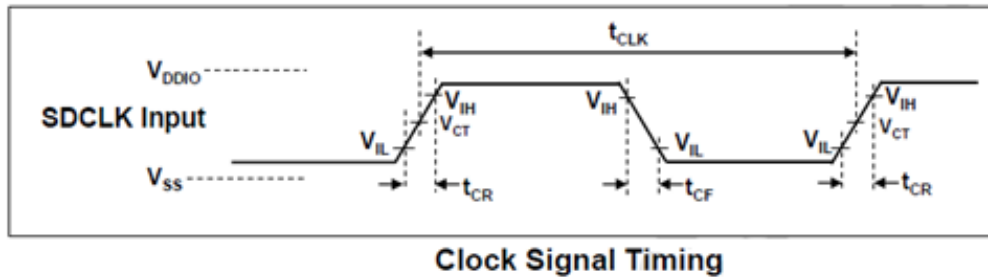 tCLK
VDDIO
SDCLK Input
VIH VIH VIH
VCT VCT
VIL VIL VIL
VSS
tCR tCF tCR
Clock Signal Timing